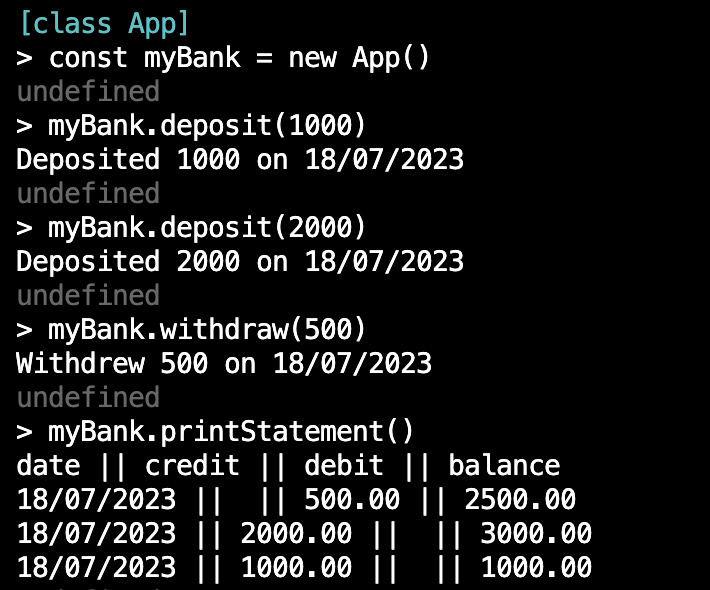 [class App]
> const myBank = new App()
undefined
> myBank.deposit(1000)
Deposited 1000 on 18/07/2023
undefined
> myBank.deposit(2000)
Deposited 2000 on 18/07/2023
undefined
> myBank.withdraw(500)
Withdrew 500 on 18/07/2023
undefined
> myBank.printStatement()
date || credit || debit || balance
18/07/2023 ||  || 500.00 || 2500.00
18/07/2023 || 2000.00 ||  || 3000.00
18/07/2023 || 1000.00 ||  || 1000.00